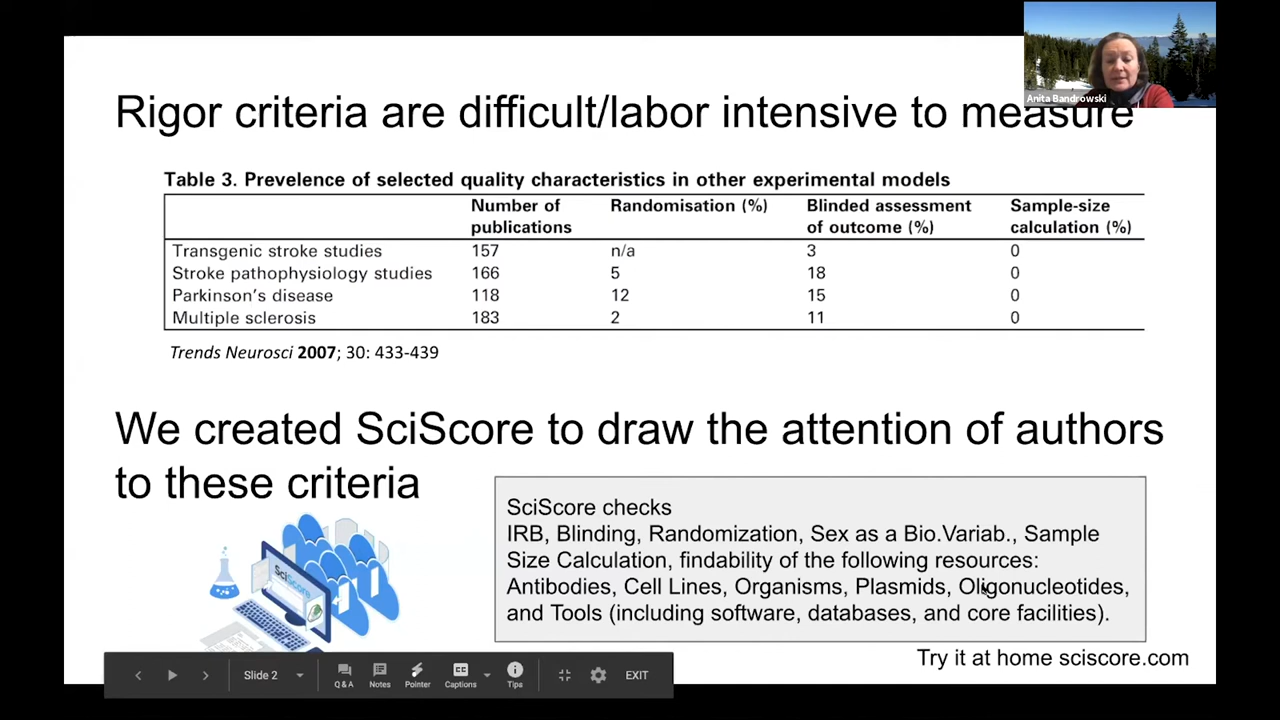 Anita Bandrowski
Rigor criteria are difficult/labor intensive to measure
Table 3. Prevelence of selected quality characteristics in other experimental models
Number of publications Randomisation (%) Blinded assessment of outcome (%) Sample-size calculation (%)
Transgenic stroke studies 157 n/a 3 0
Stroke pathophysiology studies 166 5 18 0
Parkinson's disease 118 12 15 0
Multiple sclerosis 183 2 11 0
Trends Neurosci 2007; 30: 433-439
We created SciScore to draw the attention of authors
to these criteria
SciScore
SciScore checks
IRB, Blinding, Randomization, Sex as a Bio.Variab., Sample
Size Calculation, findability of the following resources:
Antibodies, Cell Lines, Organisms, Plasmids, Oligonucleotides,
and Tools (including software, databases, and core facilities).
Try it at home sciscore.com
Slide 2 Q & A Notes Pointer Captions Tips EXIT